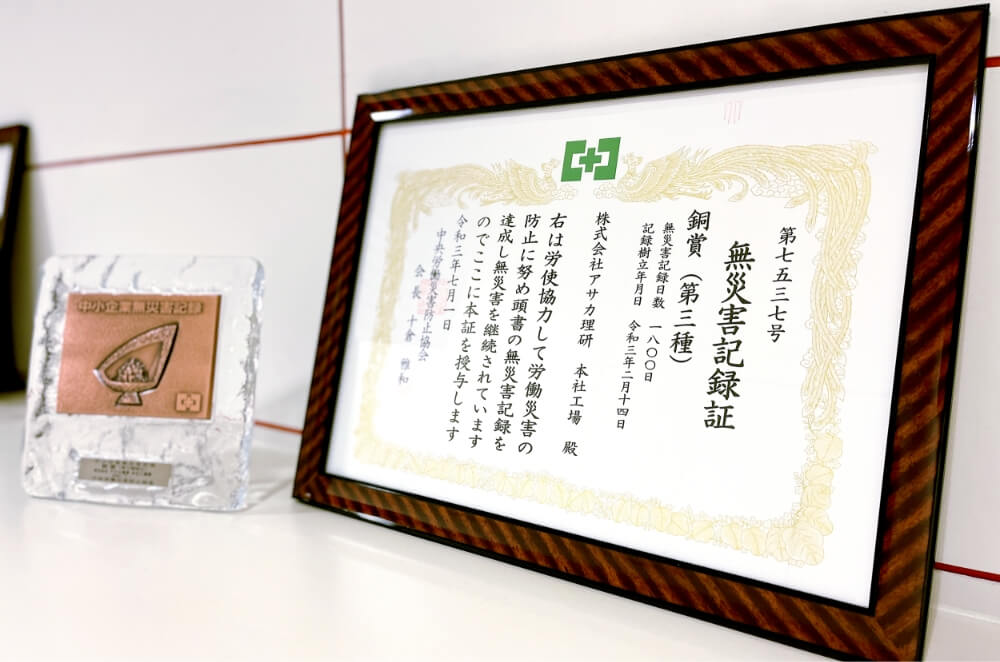 第七五三七号
無災害記録証
銅賞（第三種）
無災害記録日数　一八〇〇日
記録樹立年月日　令和三年二月十四日
株式会社アサカ理研　本社工場　殿
右は労使協力して労働災害の
防止に努め頭書の無災害記録を
達成し無災害を継続されています
のでここに本証を授与します
令和三年七月一日
中央労働災害防止協会
会長　十倉　雅和
中小企業無災害記録